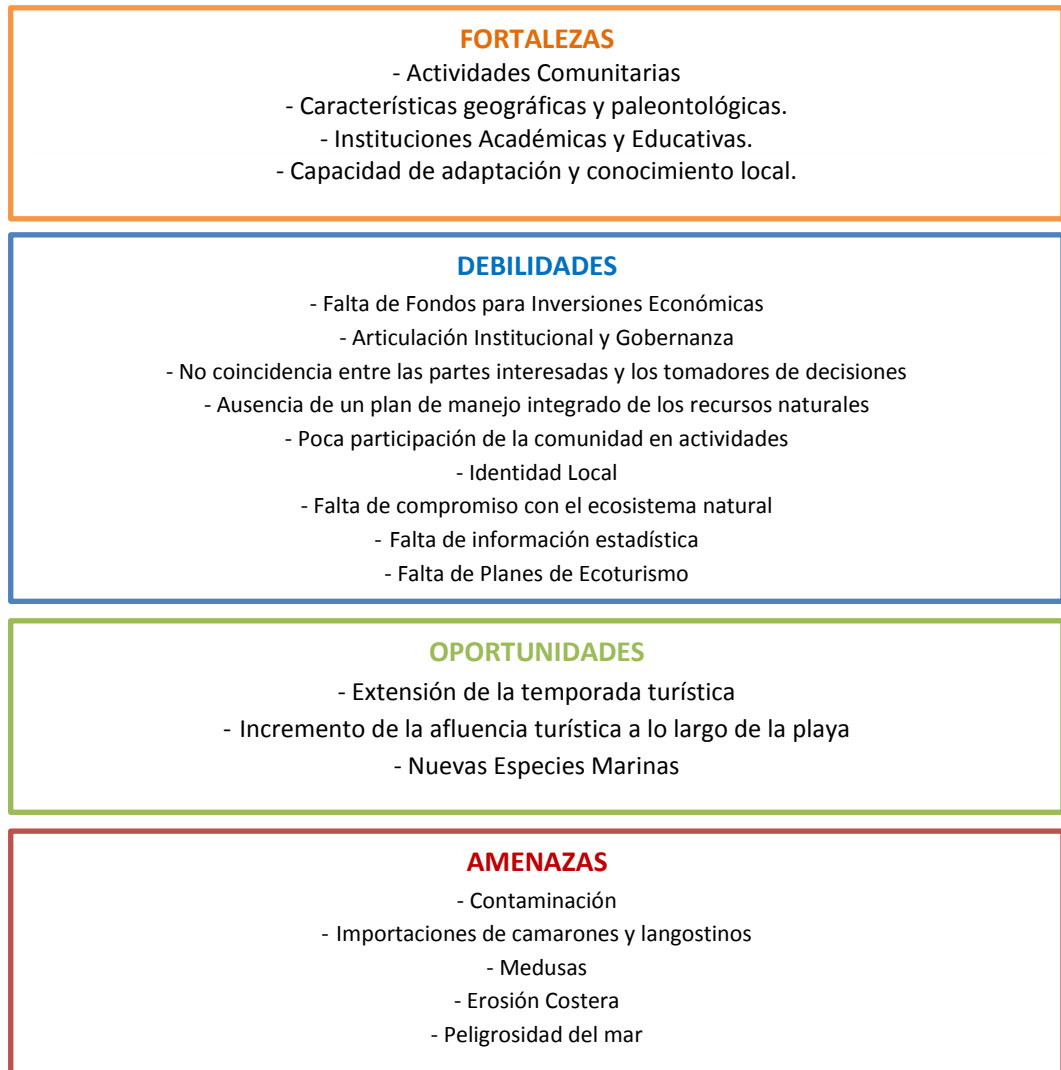 FORTALEZAS
- Actividades Comunitarias
- Características geográficas y paleontológicas.
- Instituciones Académicas y Educativas.
- Capacidad de adaptación y conocimiento local.
DEBILIDADES
- Falta de Fondos para Inversiones Económicas
- Articulación Institucional y Gobernanza
- No coincidencia entre las partes interesadas y los tomadores de decisiones
- Ausencia de un plan de manejo integrado de los recursos naturales
- Poca participación de la comunidad en actividades
- Identidad Local
- Falta de compromiso con el ecosistema natural
- Falta de información estadística
- Falta de Planes de Ecoturismo
OPORTUNIDADES
- Extensión de la temporada turística
- Incremento de la afluencia turística a lo largo de la playa
- Nuevas Especies Marinas
AMENAZAS
- Contaminación
- Importaciones de camarones y langostinos
- Medusas
- Erosión Costera
- Peligrosidad del mar